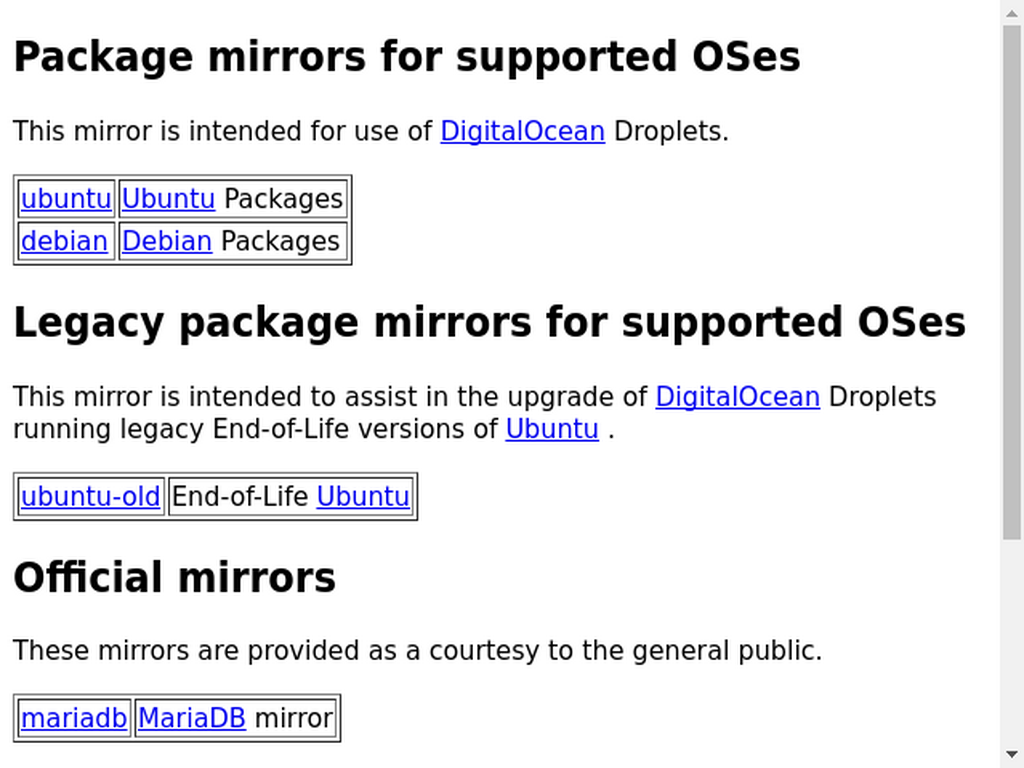 Package mirrors for supported OSes
This mirror is intended for use of DigitalOcean Droplets.
ubuntu Ubuntu Packages
debian Debian Packages
Legacy package mirrors for supported OSes
This mirror is intended to assist in the upgrade of DigitalOcean Droplets
running legacy End-of-Life versions of Ubuntu .
ubuntu-old End-of-Life Ubuntu
Official mirrors
These mirrors are provided as a courtesy to the general public.
mariadb MariaDB mirror